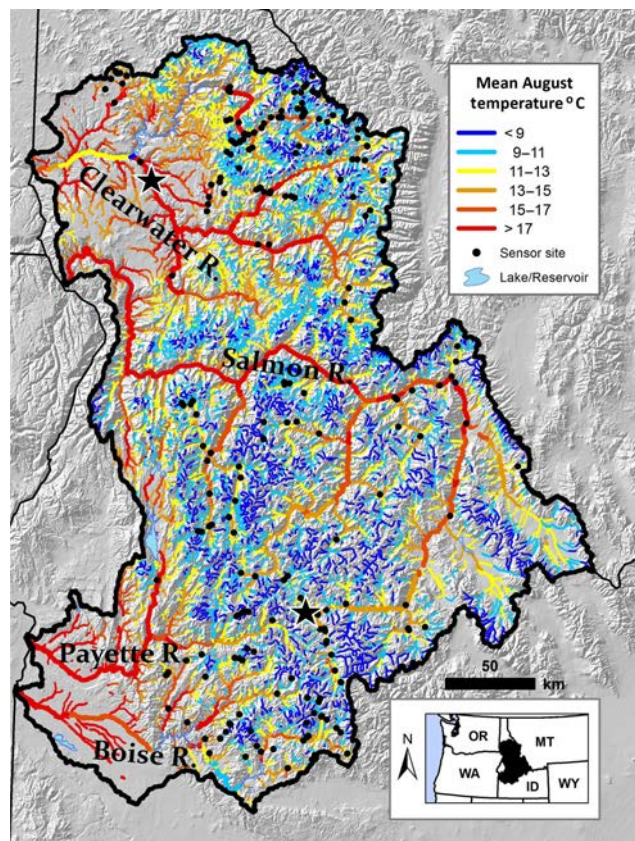 Mean August
temperature ° C
< 9
9–11
11–13
13–15
15–17
> 17
Sensor site
Lake/Reservoir
Clearwater R.
Salmon R.
Payette R.
Boise R.
50
km
N
OR
MT
WA
ID
WY